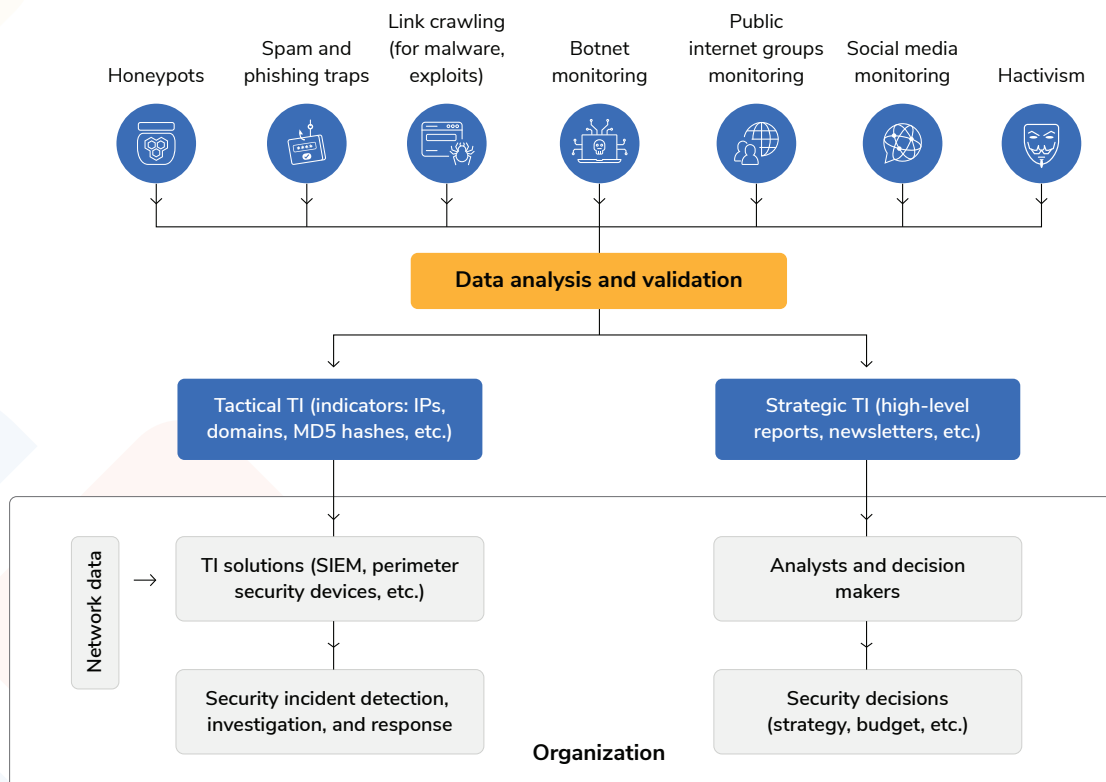 Honeypots
Spam and
phishing traps
Link crawling
(for malware,
exploits)
Botnet
monitoring
Public
internet groups
monitoring
Social media
monitoring
Hactivism
Data analysis and validation
Tactical TI (indicators: IPs,
domains, MD5 hashes, etc.)
Strategic TI (high-level
reports, newsletters, etc.)
Network data
TI solutions (SIEM, perimeter
security devices, etc.)
Analysts and decision
makers
Security incident detection,
investigation, and response
Security decisions
(strategy, budget, etc.)
Organization